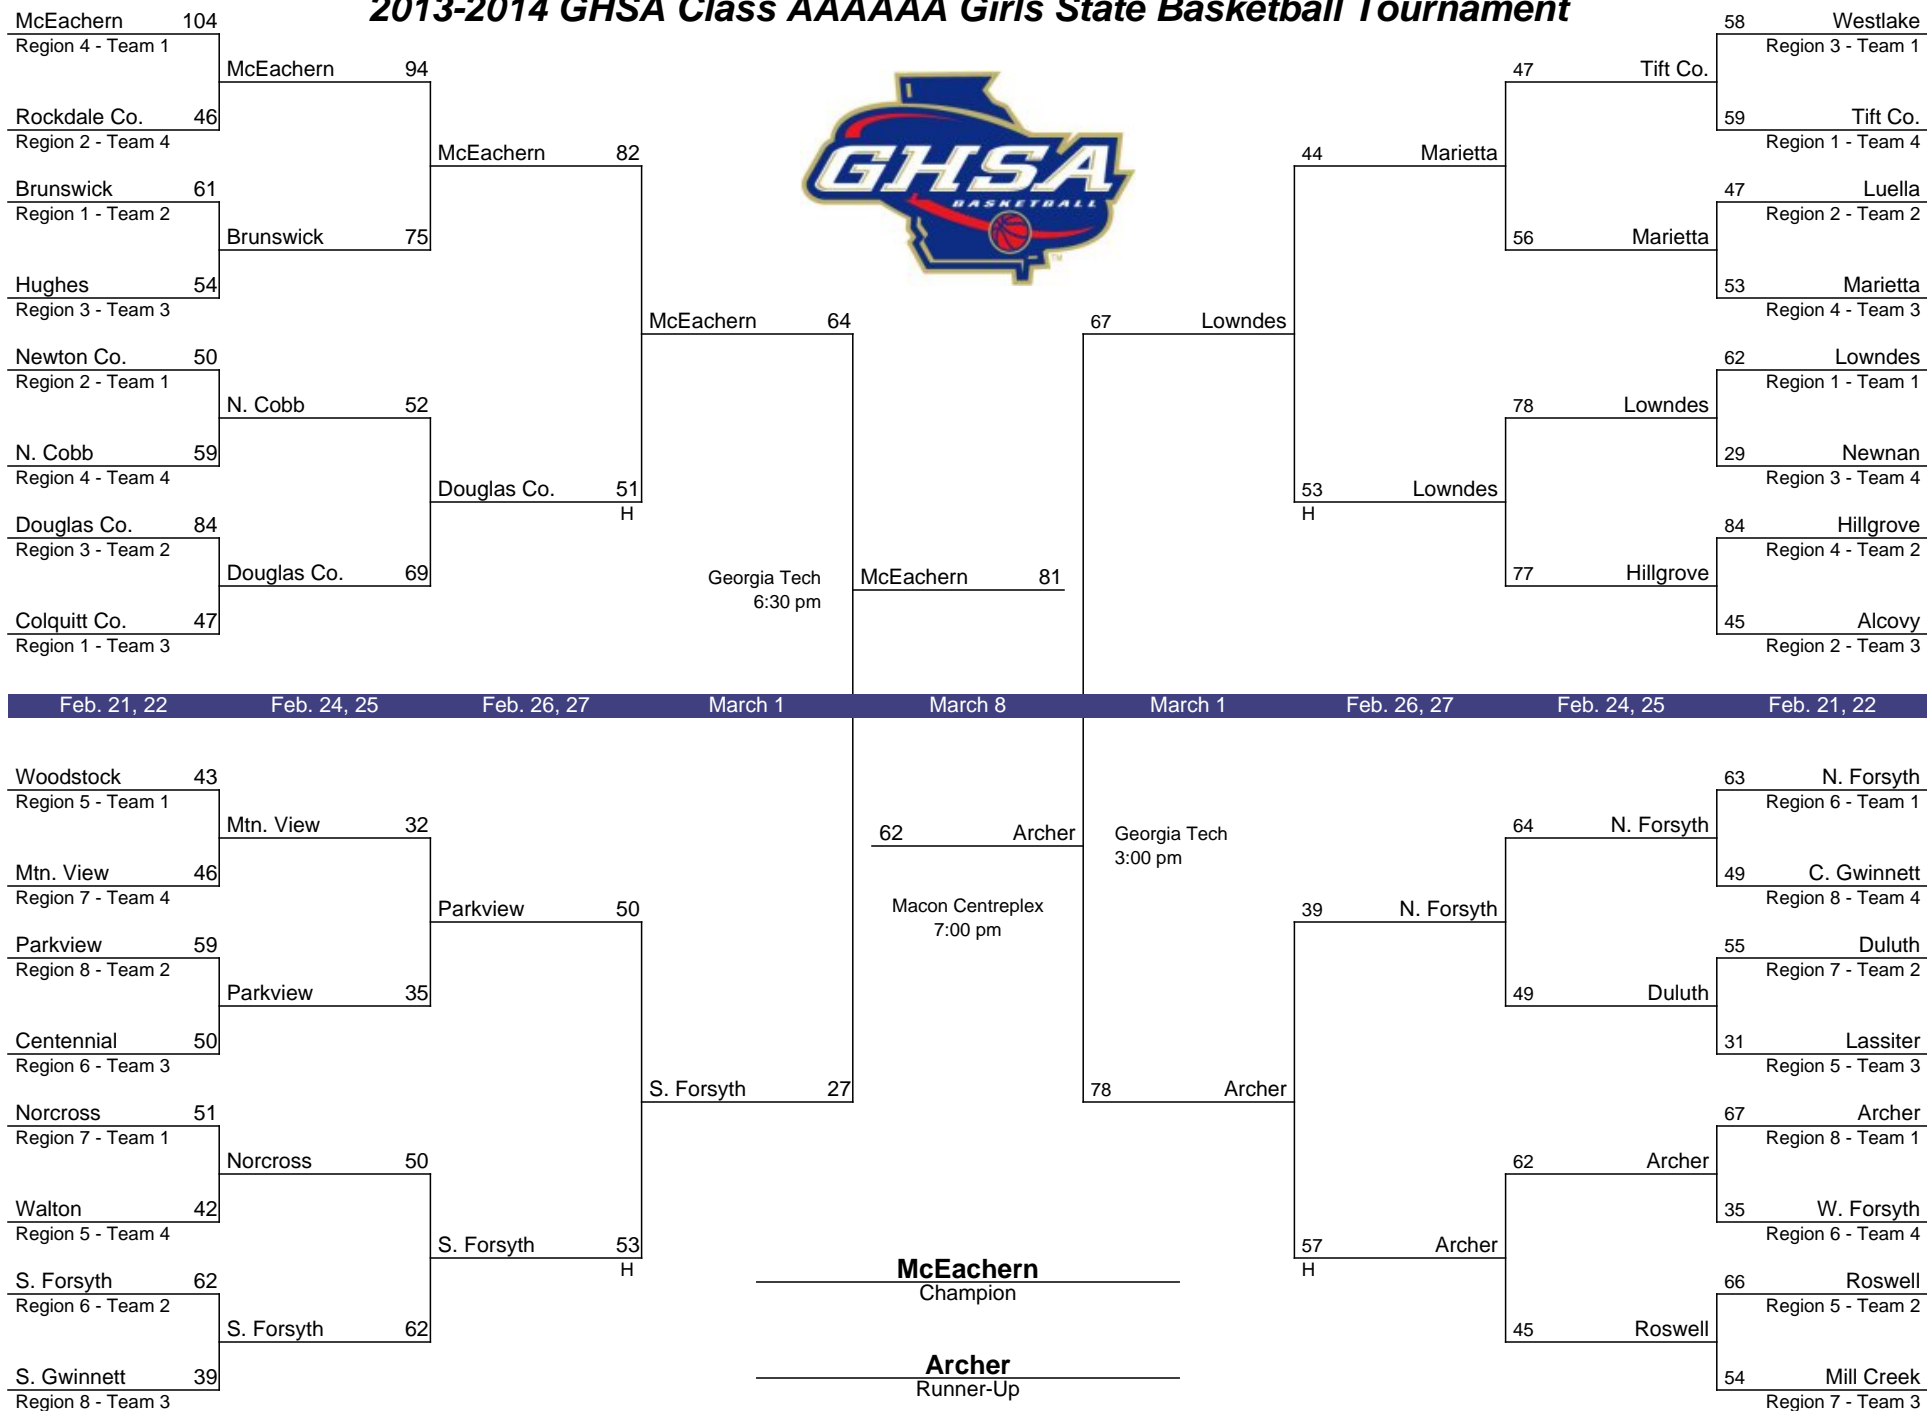 2013-2014 GHSA Class AAAAAA Girls State Basketball Tournament
GHSA
BASKETBALL
TM
McEachern 104
Region 4 - Team 1
Rockdale Co. 46
Region 2 - Team 4
Brunswick 61
Region 1 - Team 2
Hughes 54
Region 3 - Team 3
Newton Co. 50
Region 2 - Team 1
N. Cobb 59
Region 4 - Team 4
Douglas Co. 84
Region 3 - Team 2
Colquitt Co. 47
Region 1 - Team 3
McEachern 94
Brunswick 75
N. Cobb 52
Douglas Co. 69
McEachern 82
Douglas Co. 51
H
McEachern 64
Georgia Tech
6:30 pm
McEachern 81
67 Lowndes
44 Marietta
53 Lowndes
H
47 Tift Co.
56 Marietta
78 Lowndes
77 Hillgrove
58 Westlake
Region 3 - Team 1
59 Tift Co.
Region 1 - Team 4
47 Luella
Region 2 - Team 2
53 Marietta
Region 4 - Team 3
62 Lowndes
Region 1 - Team 1
29 Newnan
Region 3 - Team 4
84 Hillgrove
Region 4 - Team 2
45 Alcovy
Region 2 - Team 3
Feb. 21, 22 Feb. 24, 25 Feb. 26, 27 March 1 March 8 March 1 Feb. 26, 27 Feb. 24, 25 Feb. 21, 22
Woodstock 43
Region 5 - Team 1
Mtn. View 46
Region 7 - Team 4
Parkview 59
Region 8 - Team 2
Centennial 50
Region 6 - Team 3
Norcross 51
Region 7 - Team 1
Walton 42
Region 5 - Team 4
S. Forsyth 62
Region 6 - Team 2
S. Gwinnett 39
Region 8 - Team 3
Mtn. View 32
Parkview 35
Norcross 50
S. Forsyth 62
Parkview 50
S. Forsyth 53
H
S. Forsyth 27
62 Archer
Georgia Tech
3:00 pm
Macon Centreplex
7:00 pm
78 Archer
39 N. Forsyth
57 Archer
H
64 N. Forsyth
49 Duluth
62 Archer
45 Roswell
63 N. Forsyth
Region 6 - Team 1
49 C. Gwinnett
Region 8 - Team 4
55 Duluth
Region 7 - Team 2
31 Lassiter
Region 5 - Team 3
67 Archer
Region 8 - Team 1
35 W. Forsyth
Region 6 - Team 4
66 Roswell
Region 5 - Team 2
54 Mill Creek
Region 7 - Team 3
McEachern
Champion
Archer
Runner-Up